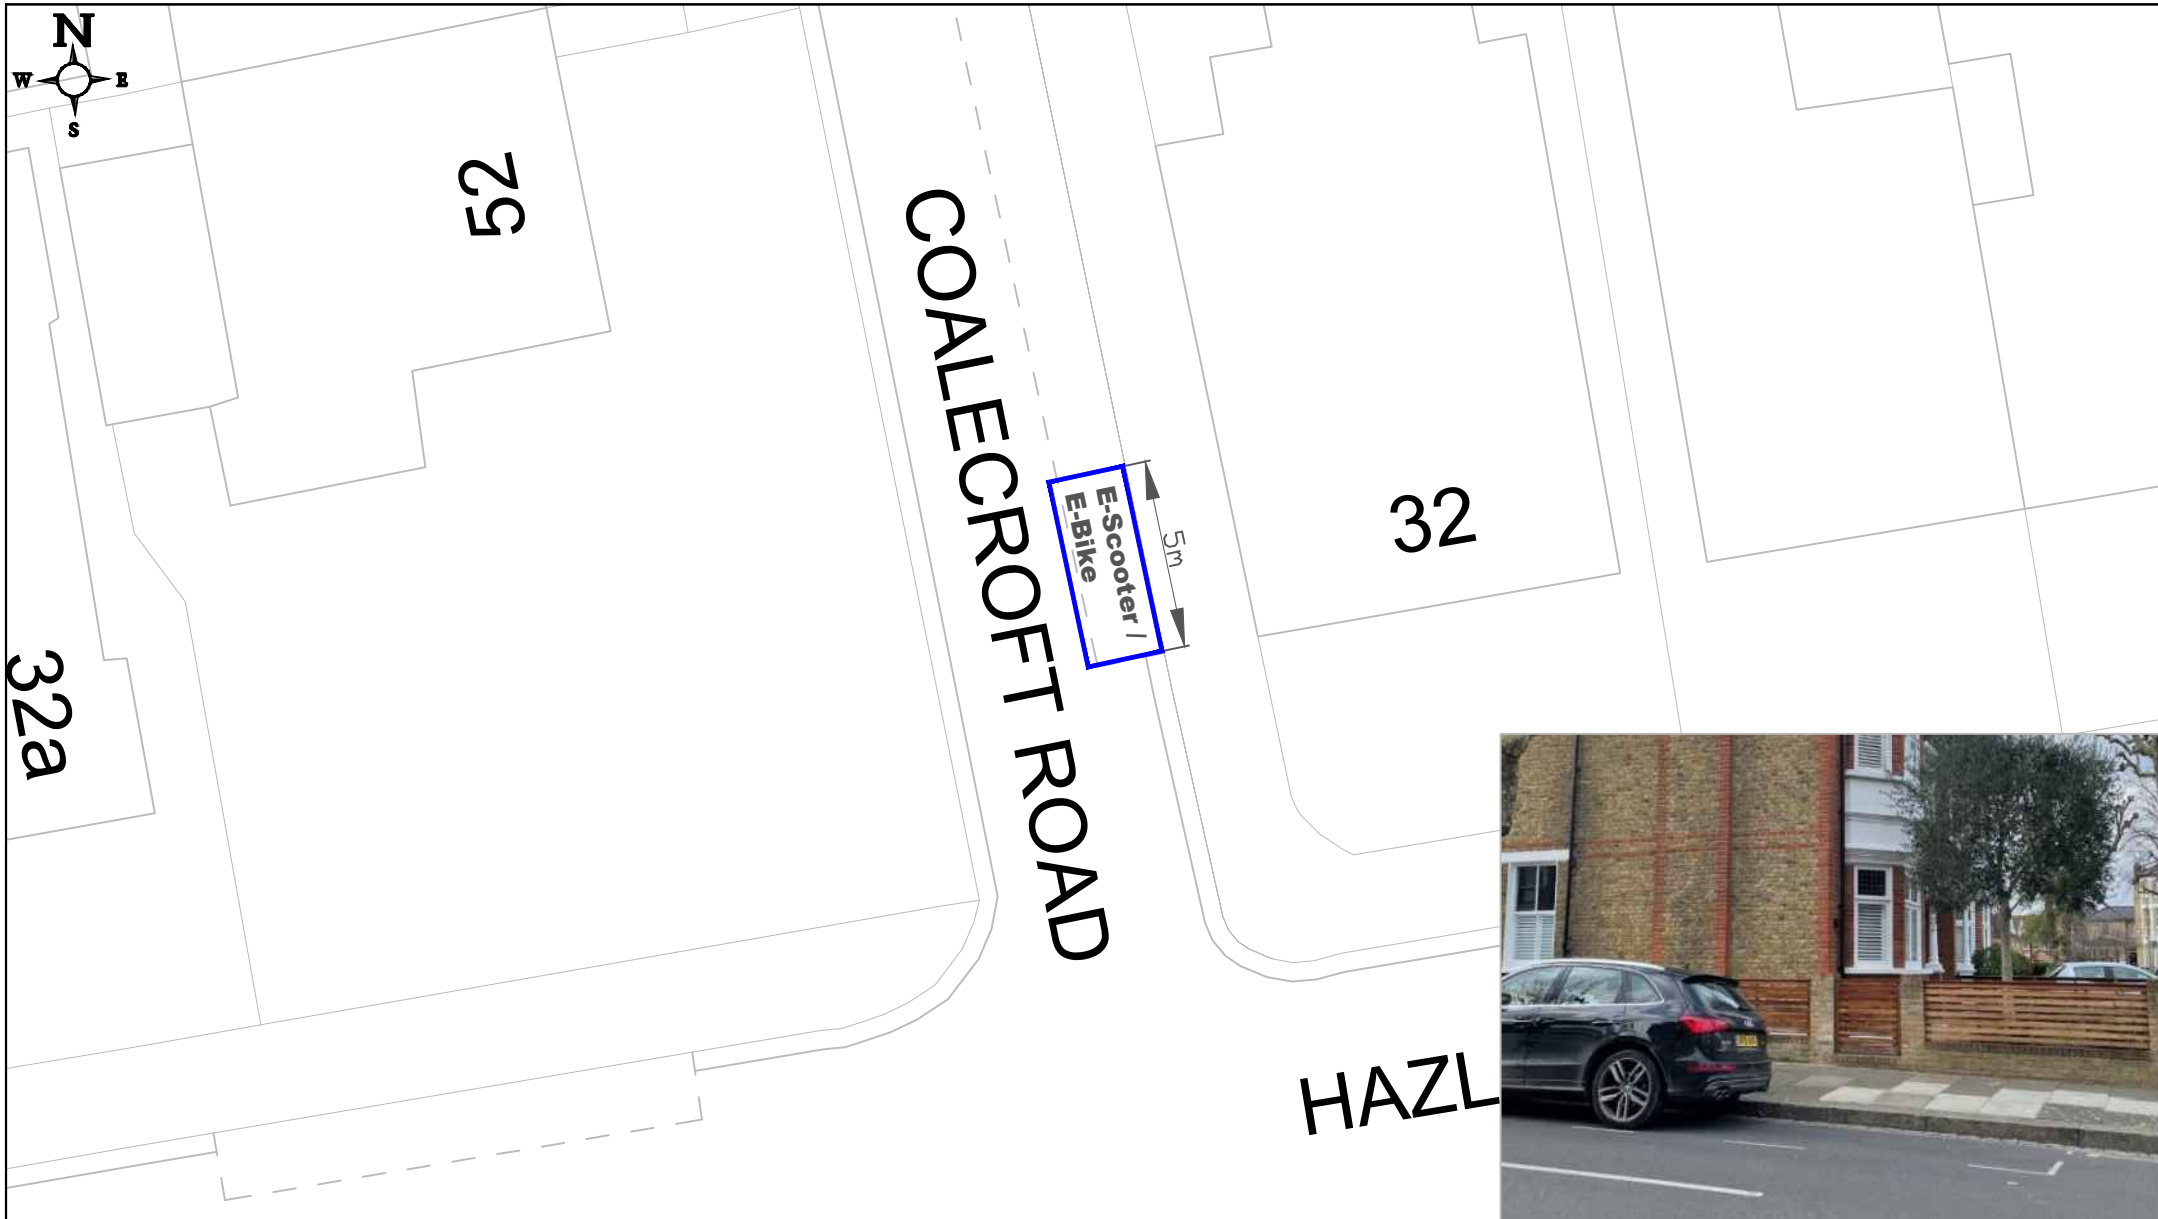 N
W E
S
52
COALECROFT ROAD
E-Scooter /
E-Bike
5m
32
32a
HAZL